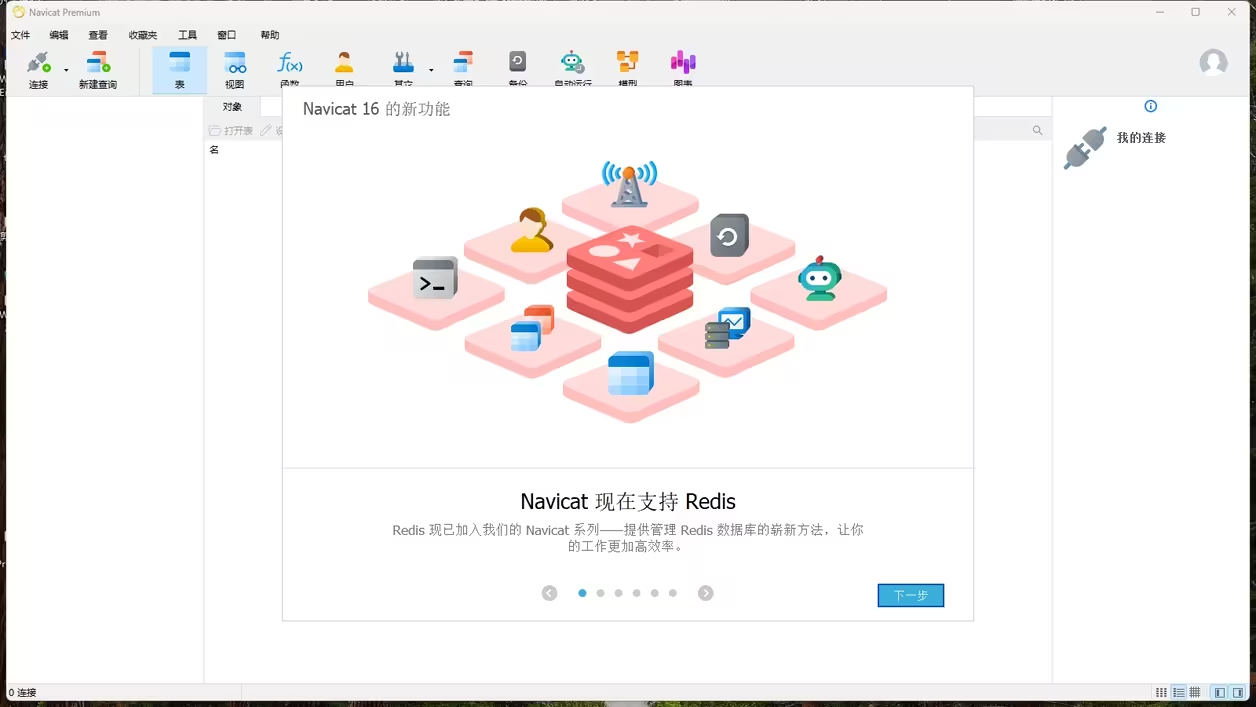 Navicat Premium
文件 编辑 查看 收藏夹 工具 窗口 帮助
连接 新建查询 表 视图 函数 用户 其它 查询 备份 自动运行 模型 图表
对象
打开表
名
我的连接
Navicat 16 的新功能
Navicat 现在支持 Redis
Redis 现已加入我们的 Navicat 系列——提供管理 Redis 数据库的崭新方法，让你
的工作更加高效率。
下一步
0 连接